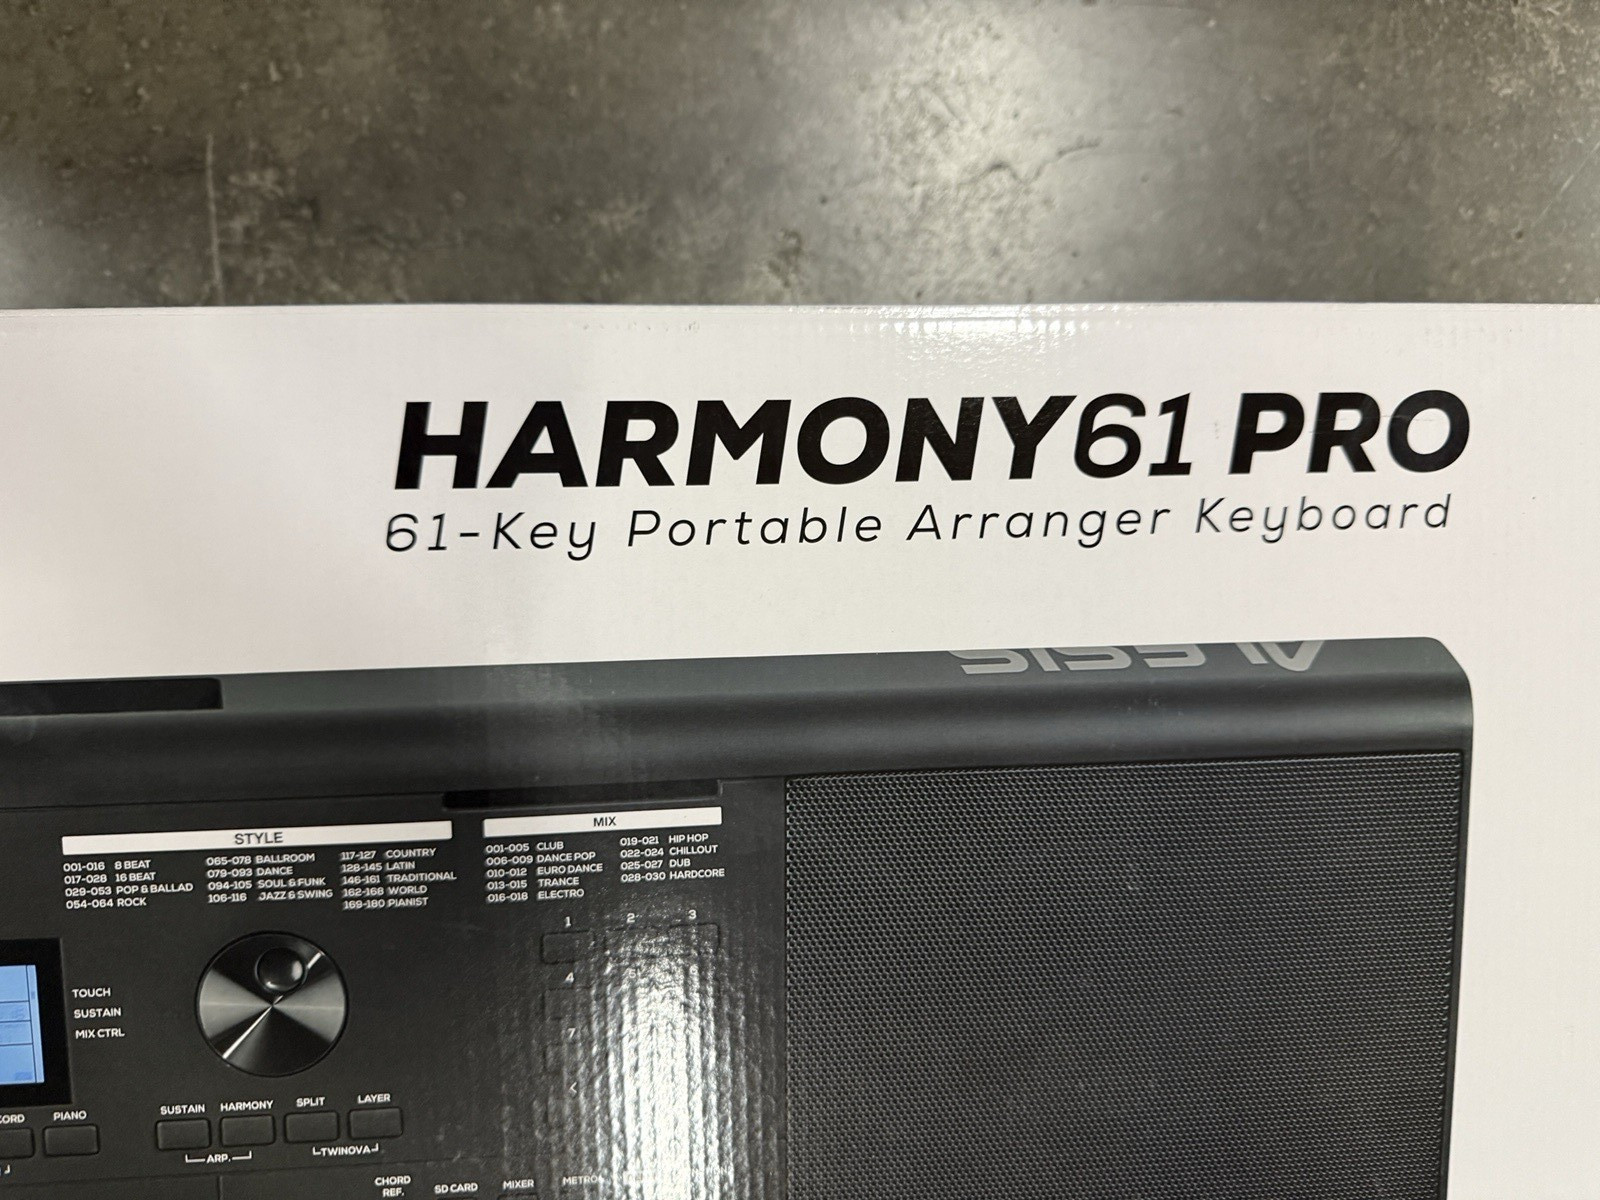 HARMONY61 PRO
61-Key Portable Arranger Keyboard
ALESIS
STYLE
001-016 8 BEAT
017-028 16 BEAT
029-053 POP & BALLAD
054-064 ROCK
065-078 BALLROOM
079-093 DANCE
094-105 SOUL & FUNK
106-116 JAZZ & SWING
117-127 COUNTRY
128-145 LATIN
146-161 TRADITIONAL
162-168 WORLD
169-180 PIANIST
MIX
001-005 CLUB
006-009 DANCE POP
010-012 EURO DANCE
013-015 TRANCE
016-018 ELECTRO
019-021 HIP HOP
022-024 CHILLOUT
025-027 DUB
028-030 HARDCORE
1 2 3
4 5
7
<
TOUCH
SUSTAIN
MIX CTRL
ORD PIANO
SUSTAIN HARMONY SPLIT LAYER
ARP. TWINOVA
CHORD REF. SD CARD MIXER METRO